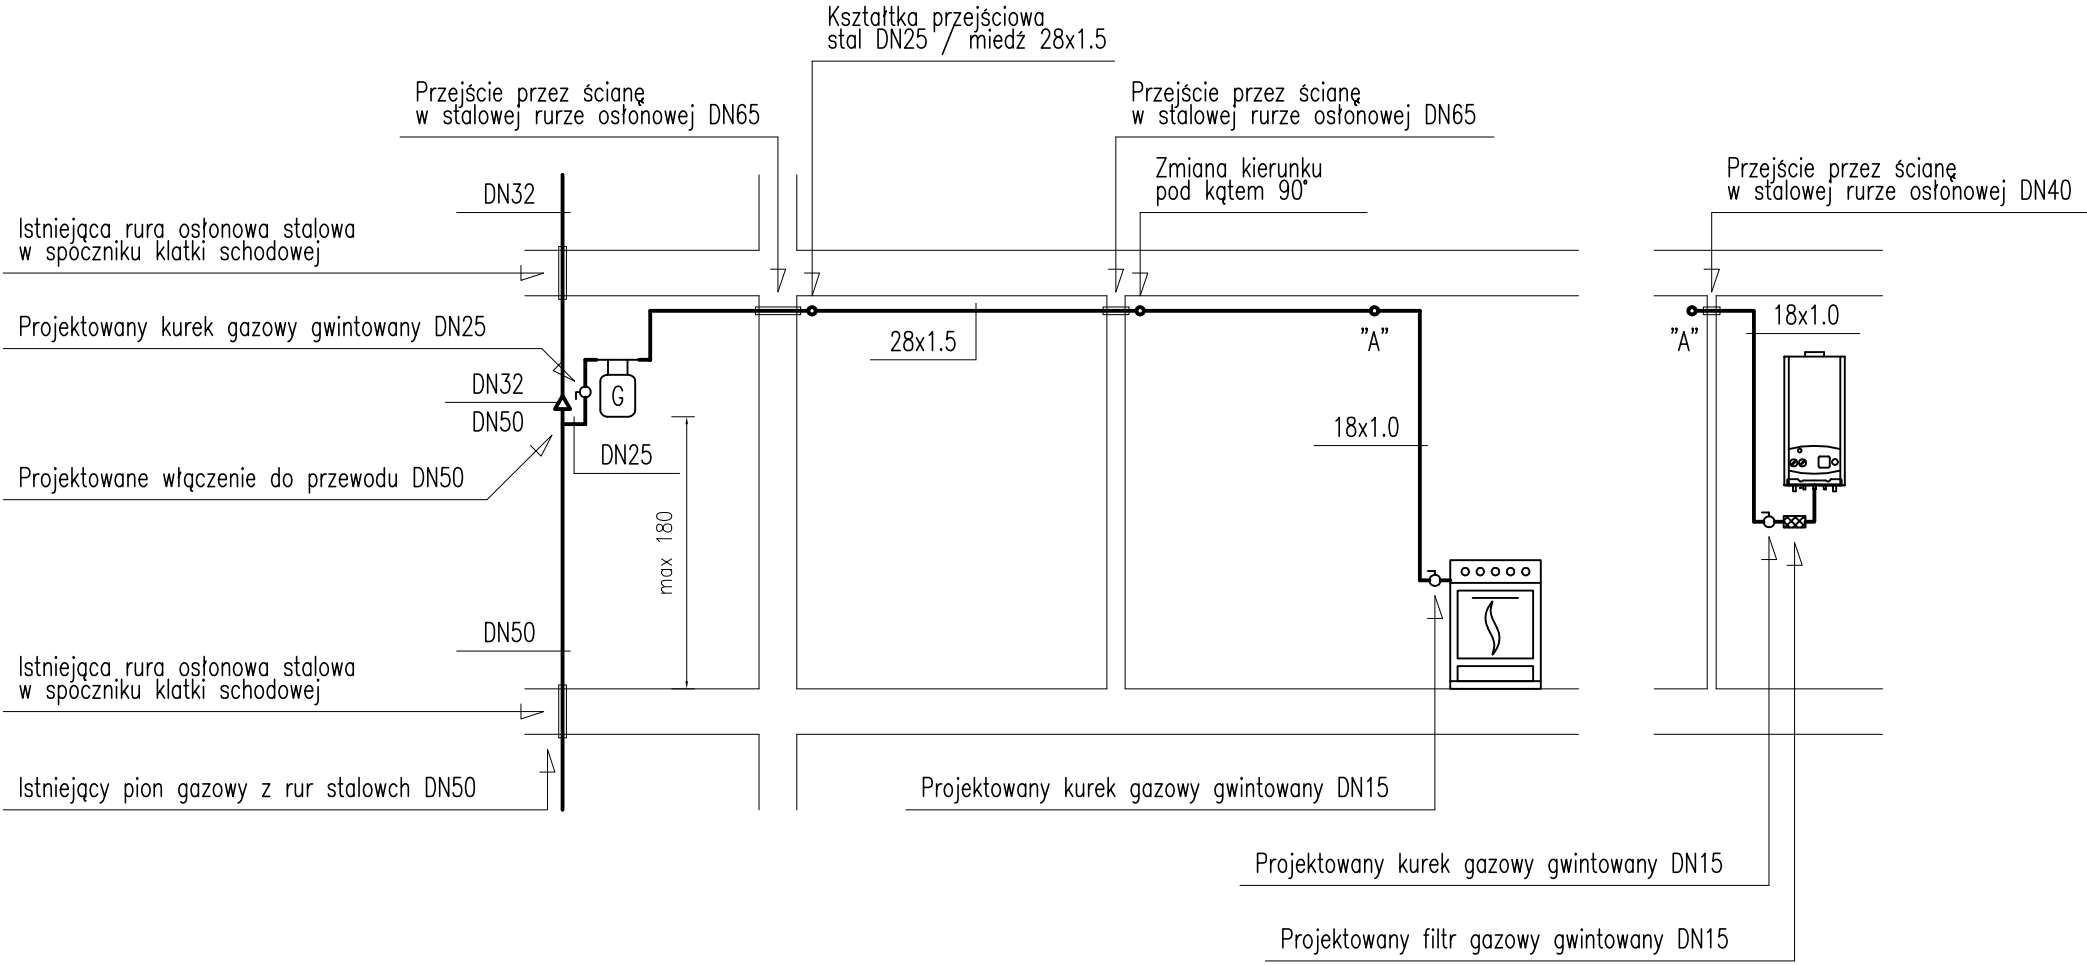 Kształtka przejściowa
stal DN25 / miedź 28x1.5
Przejście przez ścianę
w stalowej rurze osłonowej DN65
Przejście przez ścianę
w stalowej rurze osłonowej DN65
Zmiana kierunku
pod kątem 90°
Przejście przez ścianę
w stalowej rurze osłonowej DN40
DN32
Istniejąca rura osłonowa stalowa
w spoczniku klatki schodowej
Projektowany kurek gazowy gwintowany DN25
28x1.5
"A"
"A"
18x1.0
DN32
G
DN50
18x1.0
DN25
Projektowane włączenie do przewodu DN50
max 180
DN50
Istniejąca rura osłonowa stalowa
w spoczniku klatki schodowej
Istniejący pion gazowy z rur stalowch DN50
Projektowany kurek gazowy gwintowany DN15
Projektowany kurek gazowy gwintowany DN15
Projektowany filtr gazowy gwintowany DN15